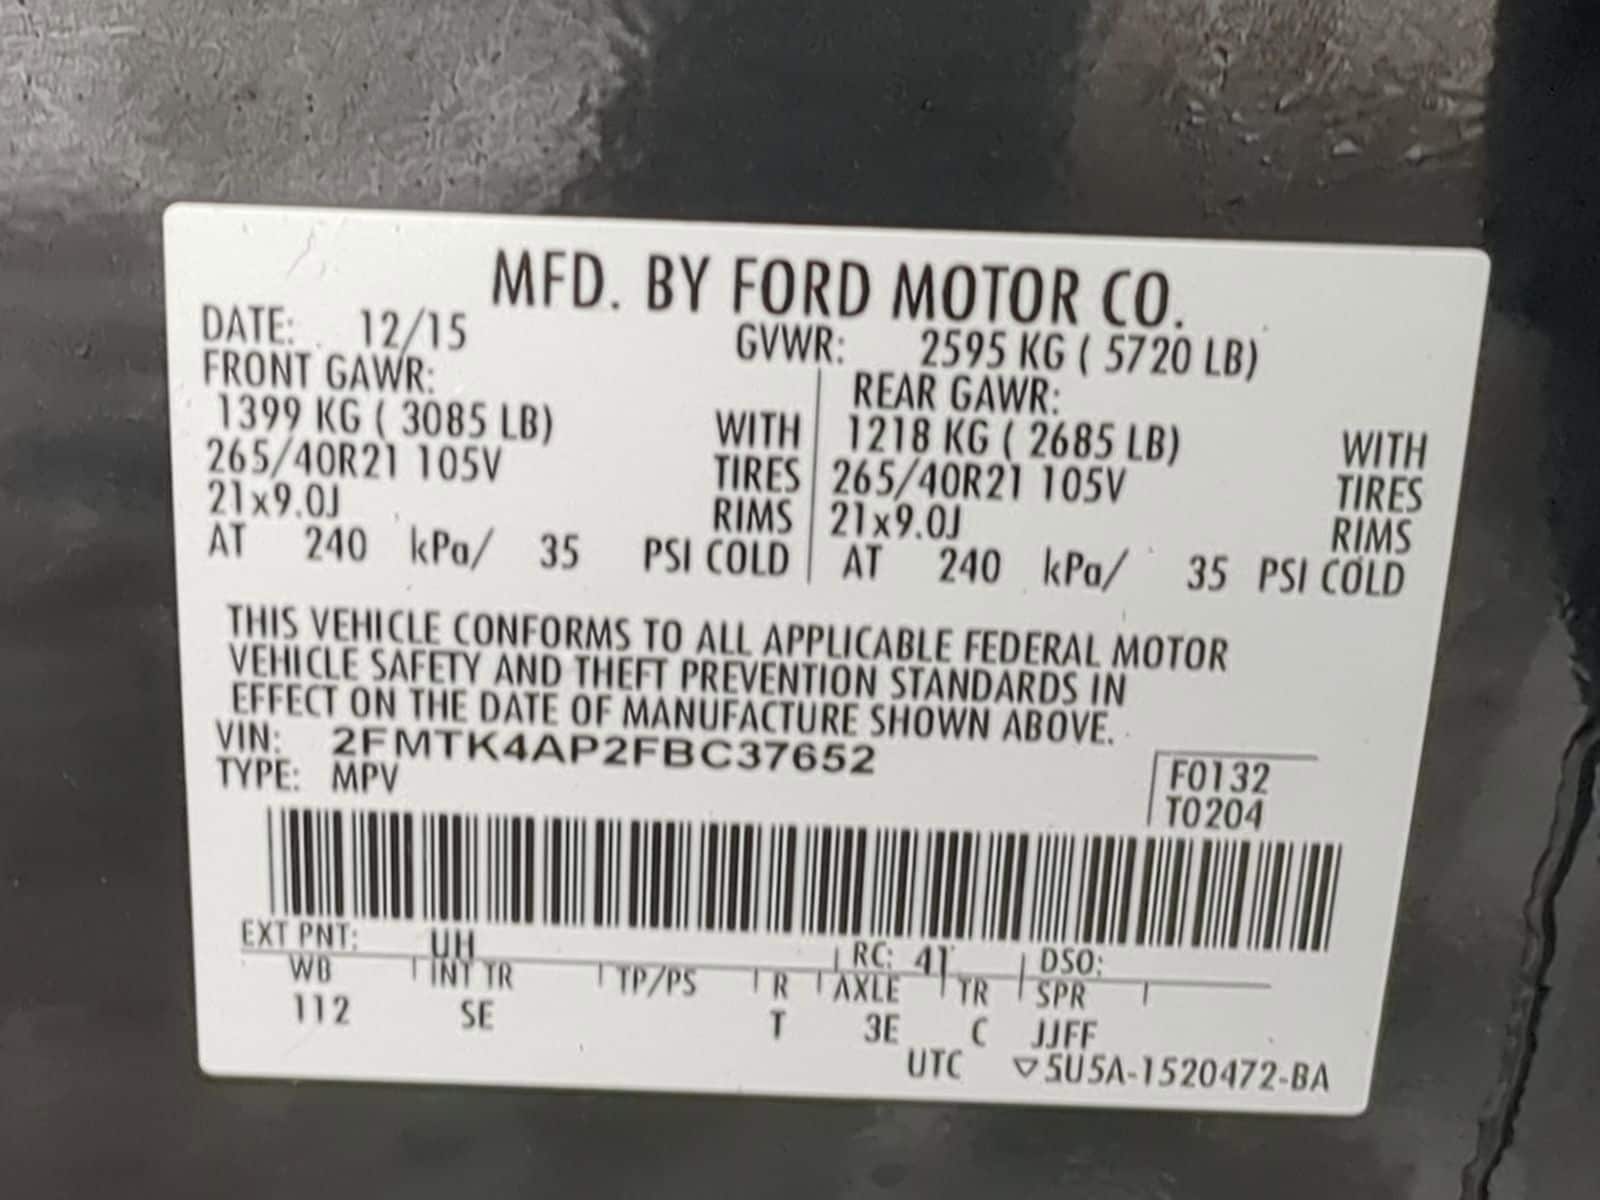 MFD. BY FORD MOTOR CO.
DATE: 12/15 GVWR: 2595 KG ( 5720 LB)
FRONT GAWR: REAR GAWR:
1399 KG ( 3085 LB) WITH 1218 KG ( 2685 LB) WITH
265/40R21 105V TIRES 265/40R21 105V TIRES
21x9.0J RIMS 21x9.0J RIMS
AT 240 kPa/ 35 PSI COLD AT 240 kPa/ 35 PSI COLD
THIS VEHICLE CONFORMS TO ALL APPLICABLE FEDERAL MOTOR
VEHICLE SAFETY AND THEFT PREVENTION STANDARDS IN
EFFECT ON THE DATE OF MANUFACTURE SHOWN ABOVE.
VIN: 2FMTK4AP2FBC37652
TYPE: MPV
F0132
T0204
EXT PNT: UH RC: 41 DSO:
WB INT TR TP/PS R AXLE TR SPR
112 SE T 3E C JJFF
UTC ▽5U5A-1520472-BA